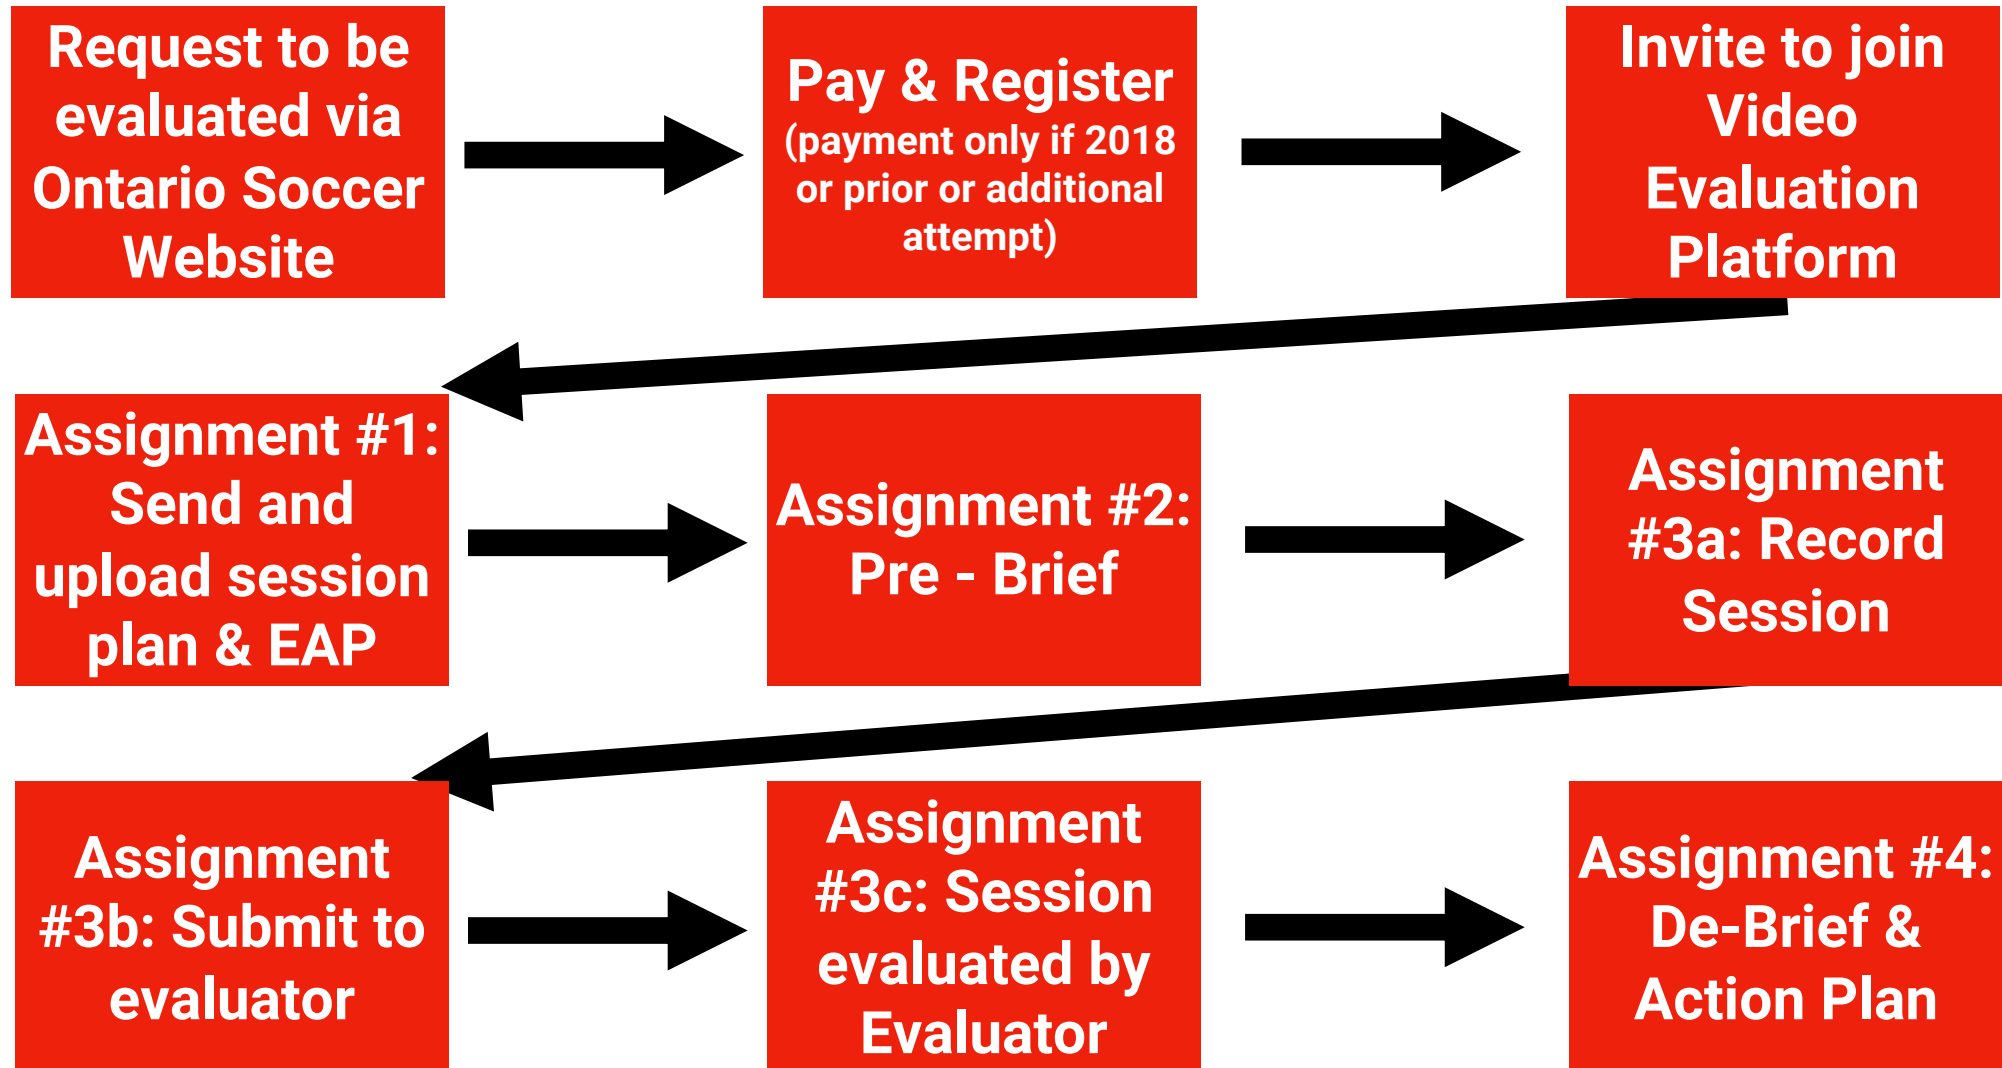 Request to be
evaluated via
Ontario Soccer
Website
Pay & Register
(payment only if 2018
or prior or additional
attempt)
Invite to join
Video
Evaluation
Platform
Assignment #1:
Send and
upload session
plan & EAP
Assignment #2:
Pre - Brief
Assignment
#3a: Record
Session
Assignment
#3b: Submit to
evaluator
Assignment
#3c: Session
evaluated by
Evaluator
Assignment #4:
De-Brief &
Action Plan